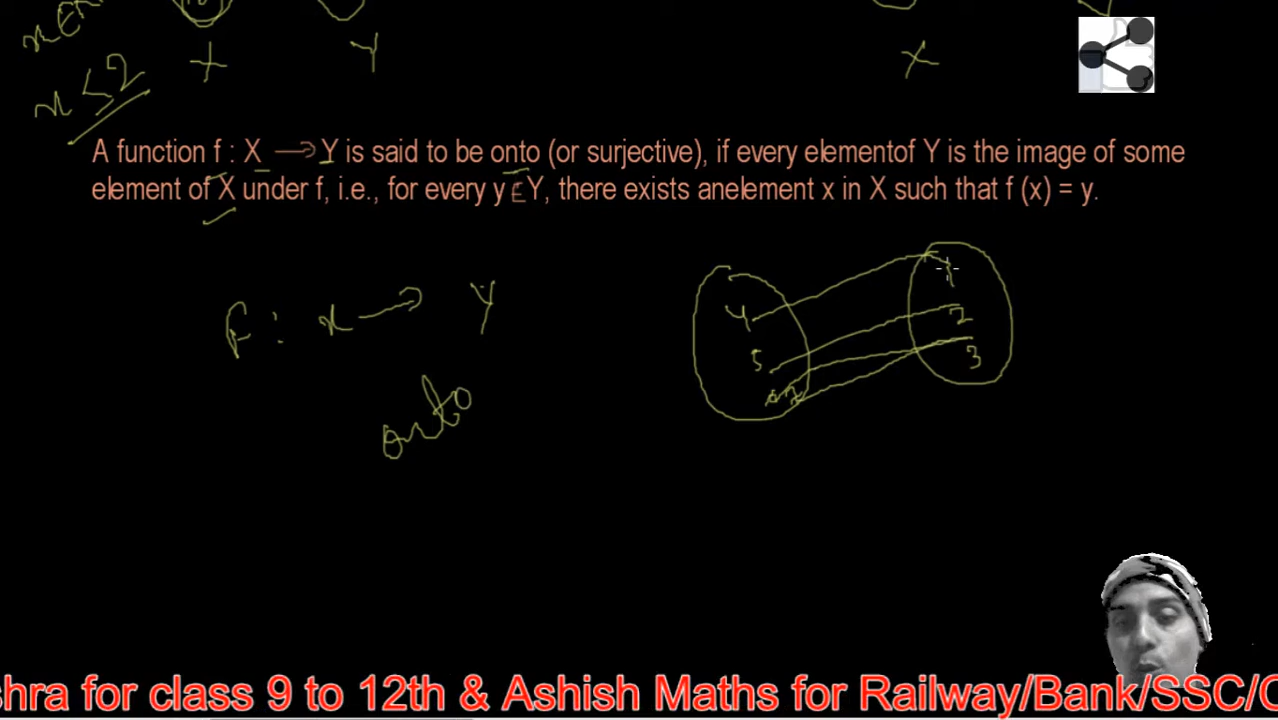 X Y X
x ≤ 2
A function f : X → Y is said to be onto (or surjective), if every elementof Y is the image of some
element of X under f, i.e., for every y E Y, there exists anelement x in X such that f (x) = y.
F : x → Y
4 1
5 2
3
onto
shra for class 9 to 12th & Ashish Maths for Railway/Bank/SSC/